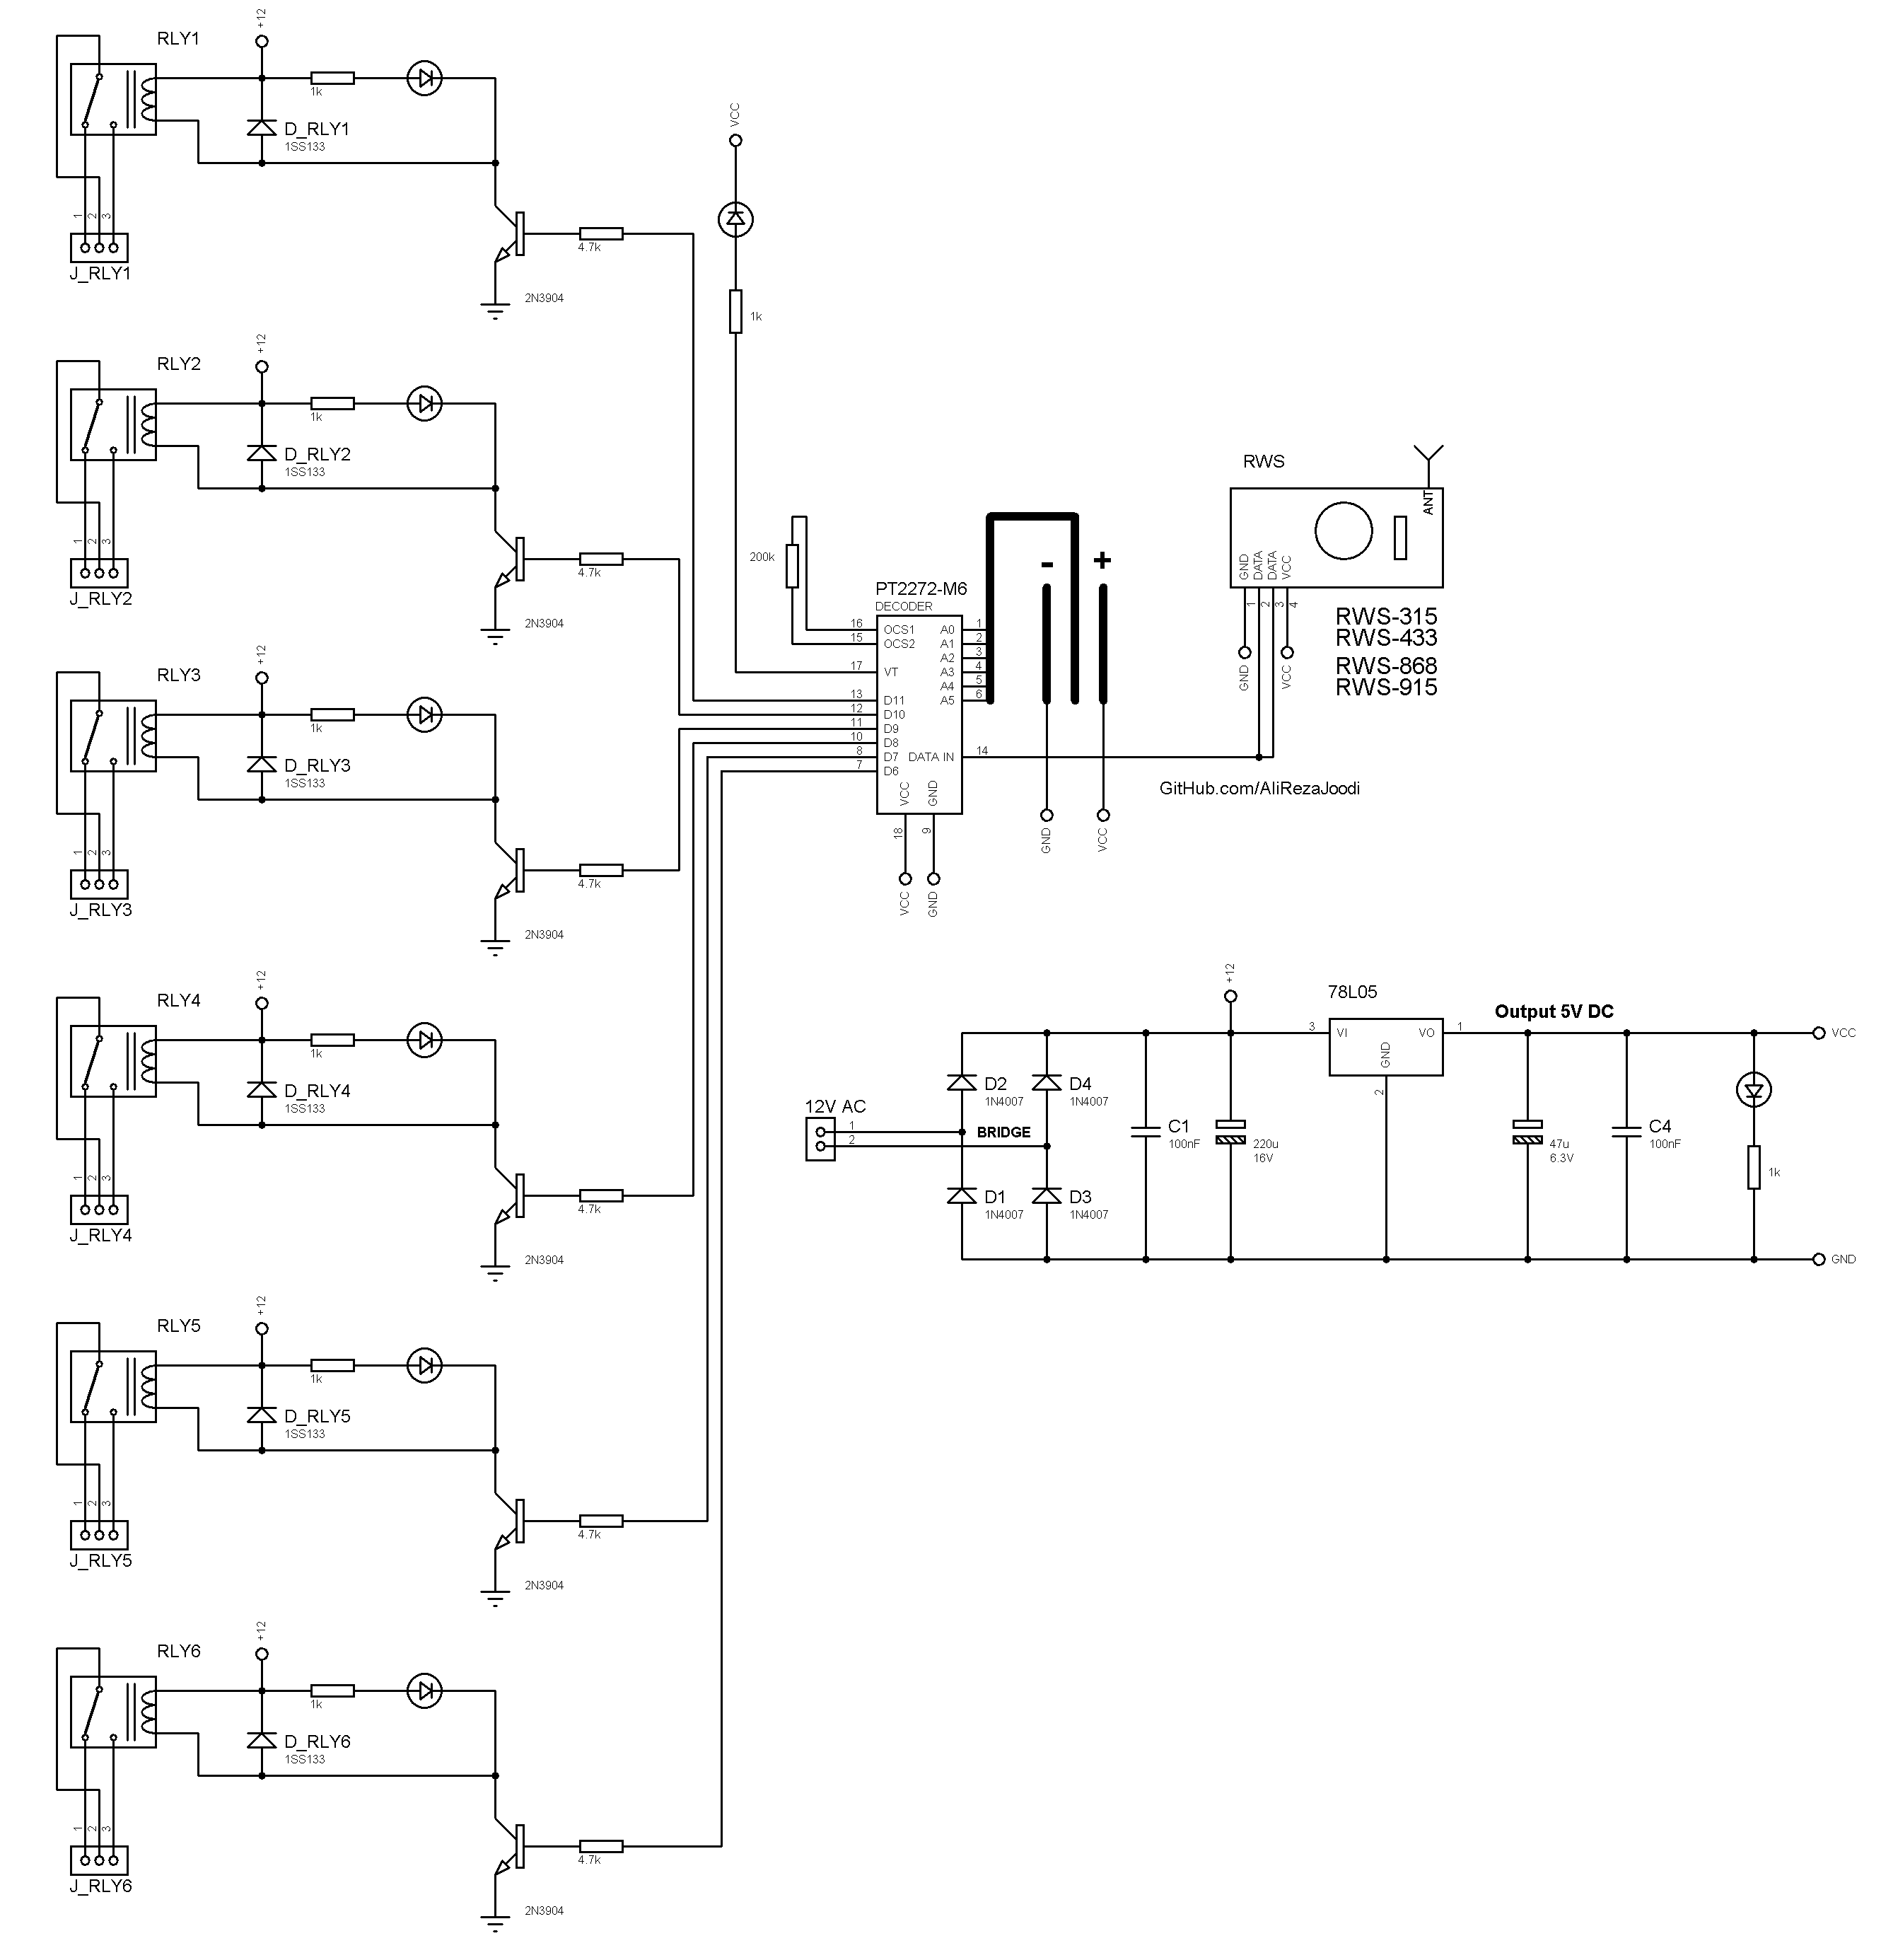 +12
RLY1
1k
D_RLY1
1SS133
1 2 3
J_RLY1
4.7k
2N3904
+12
RLY2
1k
D_RLY2
1SS133
1 2 3
J_RLY2
4.7k
2N3904
+12
RLY3
1k
D_RLY3
1SS133
1 2 3
J_RLY3
4.7k
2N3904
+12
RLY4
1k
D_RLY4
1SS133
1 2 3
J_RLY4
4.7k
2N3904
+12
RLY5
1k
D_RLY5
1SS133
1 2 3
J_RLY5
4.7k
2N3904
+12
RLY6
1k
D_RLY6
1SS133
1 2 3
J_RLY6
4.7k
2N3904
VCC
1k
200k
PT2272-M6
DECODER
16 OCS1 A0 1
15 OCS2 A1 2
A2 3
17 VT A3 4
A4 5
13 D11 A5 6
12 D10
11 D9
10 D8
8 D7 DATA IN 14
7 D6
VCC GND
18 9
VCC GND
- +
GND VCC
RWS
ANT
GND DATA DATA VCC
1 2 3 4
GND VCC
RWS-315
RWS-433
RWS-868
RWS-915
GitHub.com/AliRezaJoodi
12V AC
1
2
BRIDGE
D2
1N4007
D4
1N4007
D1
1N4007
D3
1N4007
C1
100nF
+12
220u
16V
78L05
3 VI VO 1
GND
2
Output 5V DC
47u
6.3V
C4
100nF
1k
VCC
GND